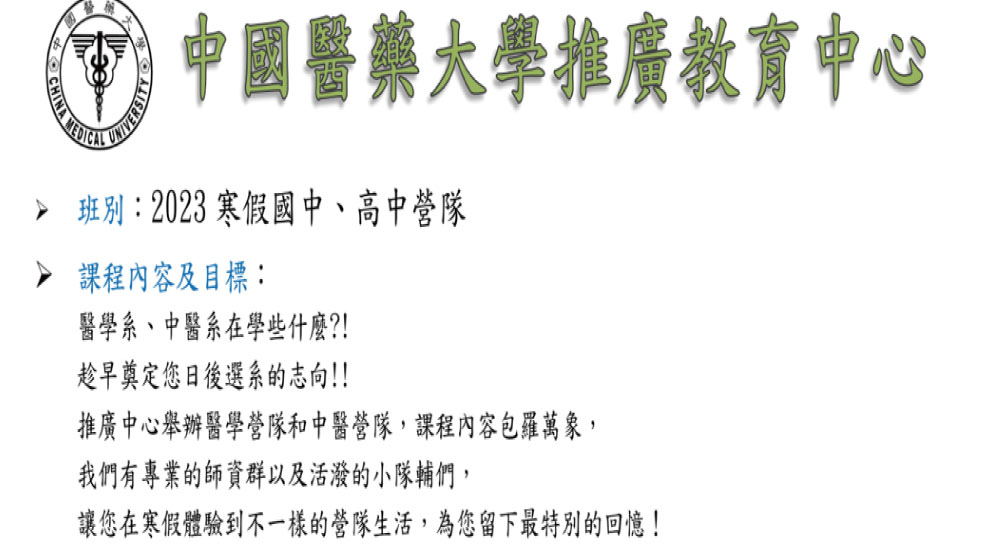 中國醫藥大學
CHINA MEDICAL UNIVERSITY
中國醫藥大學推廣教育中心
班別：2023 寒假國中、高中營隊
課程內容及目標：
醫學系、中醫系在學些什麼?!
趁早奠定您日後選系的志向!!
推廣中心舉辦醫學營隊和中醫營隊，課程內容包羅萬象，
我們有專業的師資群以及活潑的小隊輔們，
讓您在寒假體驗到不一樣的營隊生活，為您留下最特別的回憶！